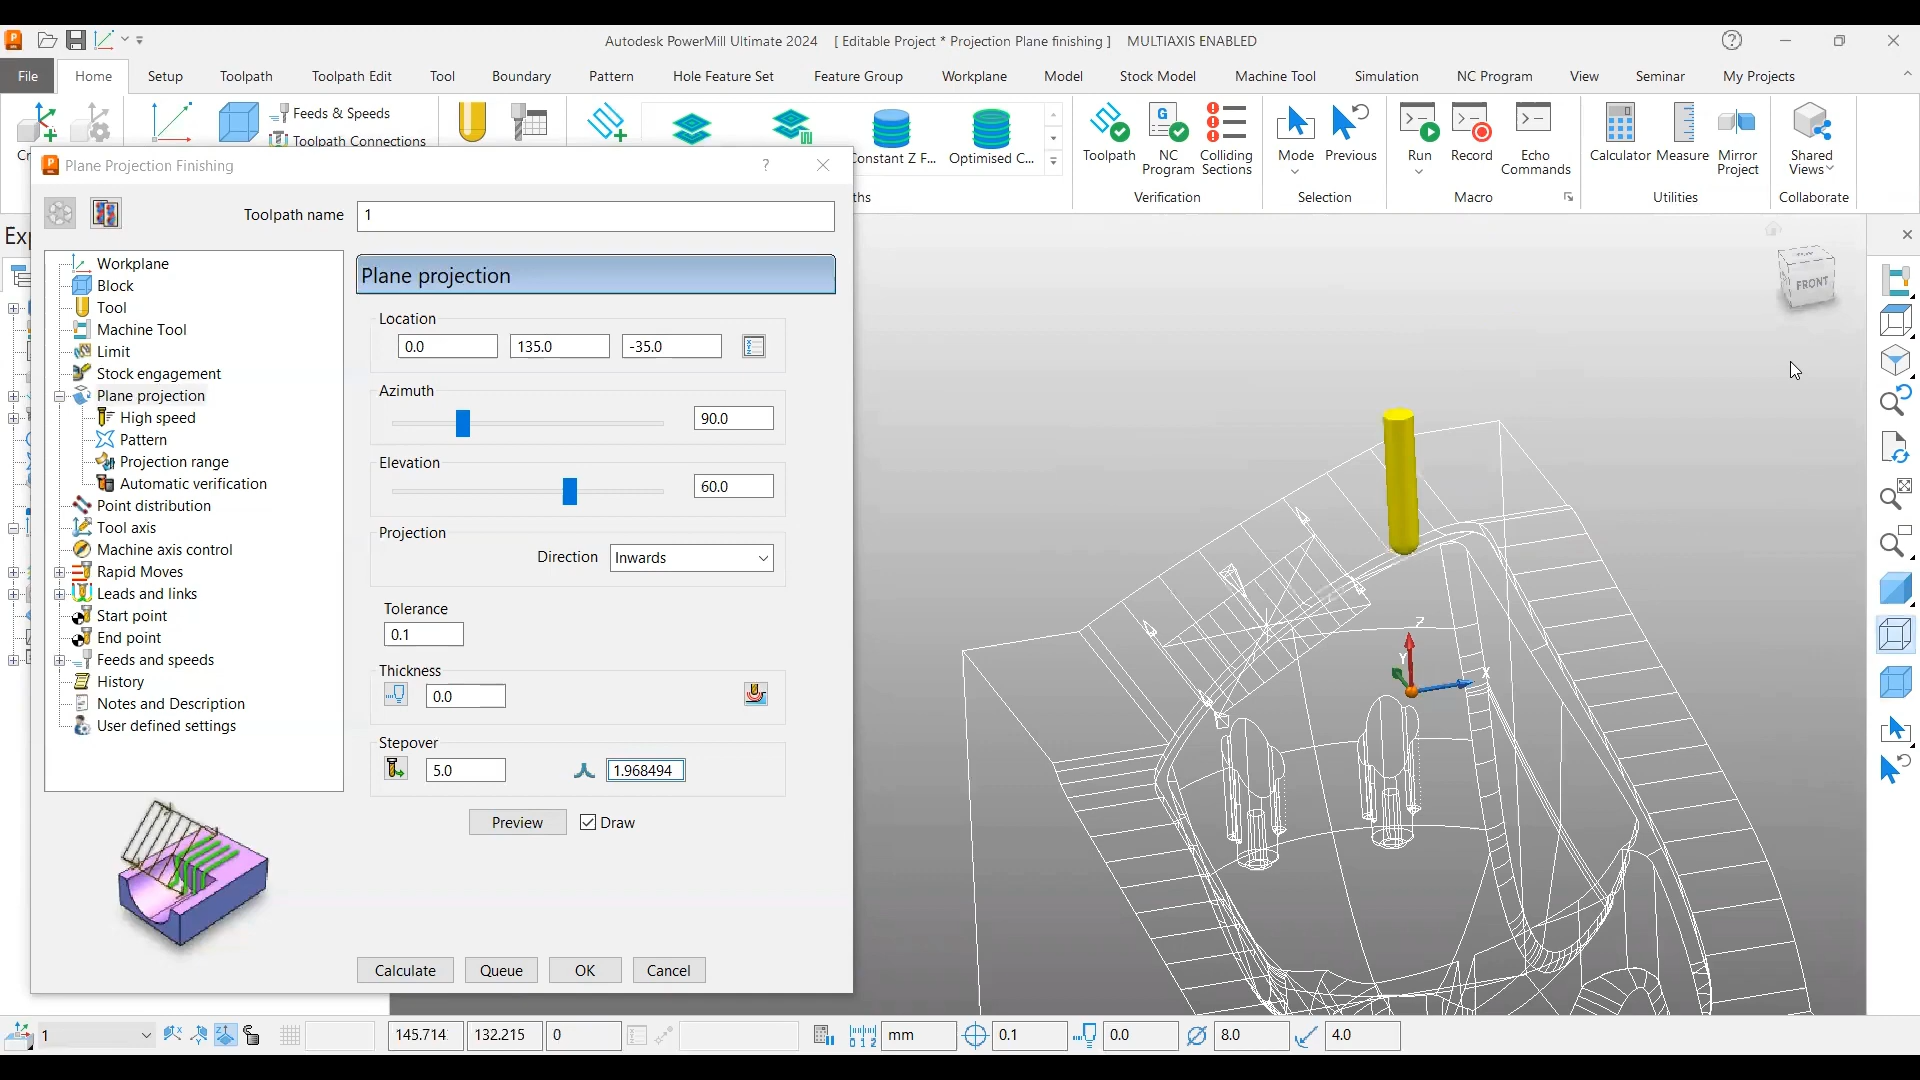 Autodesk PowerMill Ultimate 2024 [ Editable Project * Projection Plane finishing ] MULTIAXIS ENABLED
File Home Setup Toolpath Toolpath Edit Tool Boundary Pattern Hole Feature Set Feature Group Workplane Model Stock Model Machine Tool Simulation NC Program View Seminar My Projects
Feeds & Speeds
Toolpath Connections
Constant Z F... Optimised C...
Toolpath
NC Program
Colliding Sections
Verification
Mode
Previous
Selection
Run
Record
Echo Commands
Macro
Calculator
Measure
Mirror Project
Utilities
Shared Views
Collaborate
Plane Projection Finishing
?
Toolpath name 1
Workplane
Block
Tool
Machine Tool
Limit
Stock engagement
Plane projection
High speed
Pattern
Projection range
Automatic verification
Point distribution
Tool axis
Machine axis control
Rapid Moves
Leads and links
Start point
End point
Feeds and speeds
History
Notes and Description
User defined settings
Plane projection
Location
0.0 135.0 -35.0
Azimuth
90.0
Elevation
60.0
Projection
Direction Inwards
Tolerance
0.1
Thickness
0.0
Stepover
5.0 1.968494
Preview Draw
Calculate Queue OK Cancel
FRONT
Z
Y
X
1 145.714 132.215 0 mm 0.1 0.0 8.0 4.0